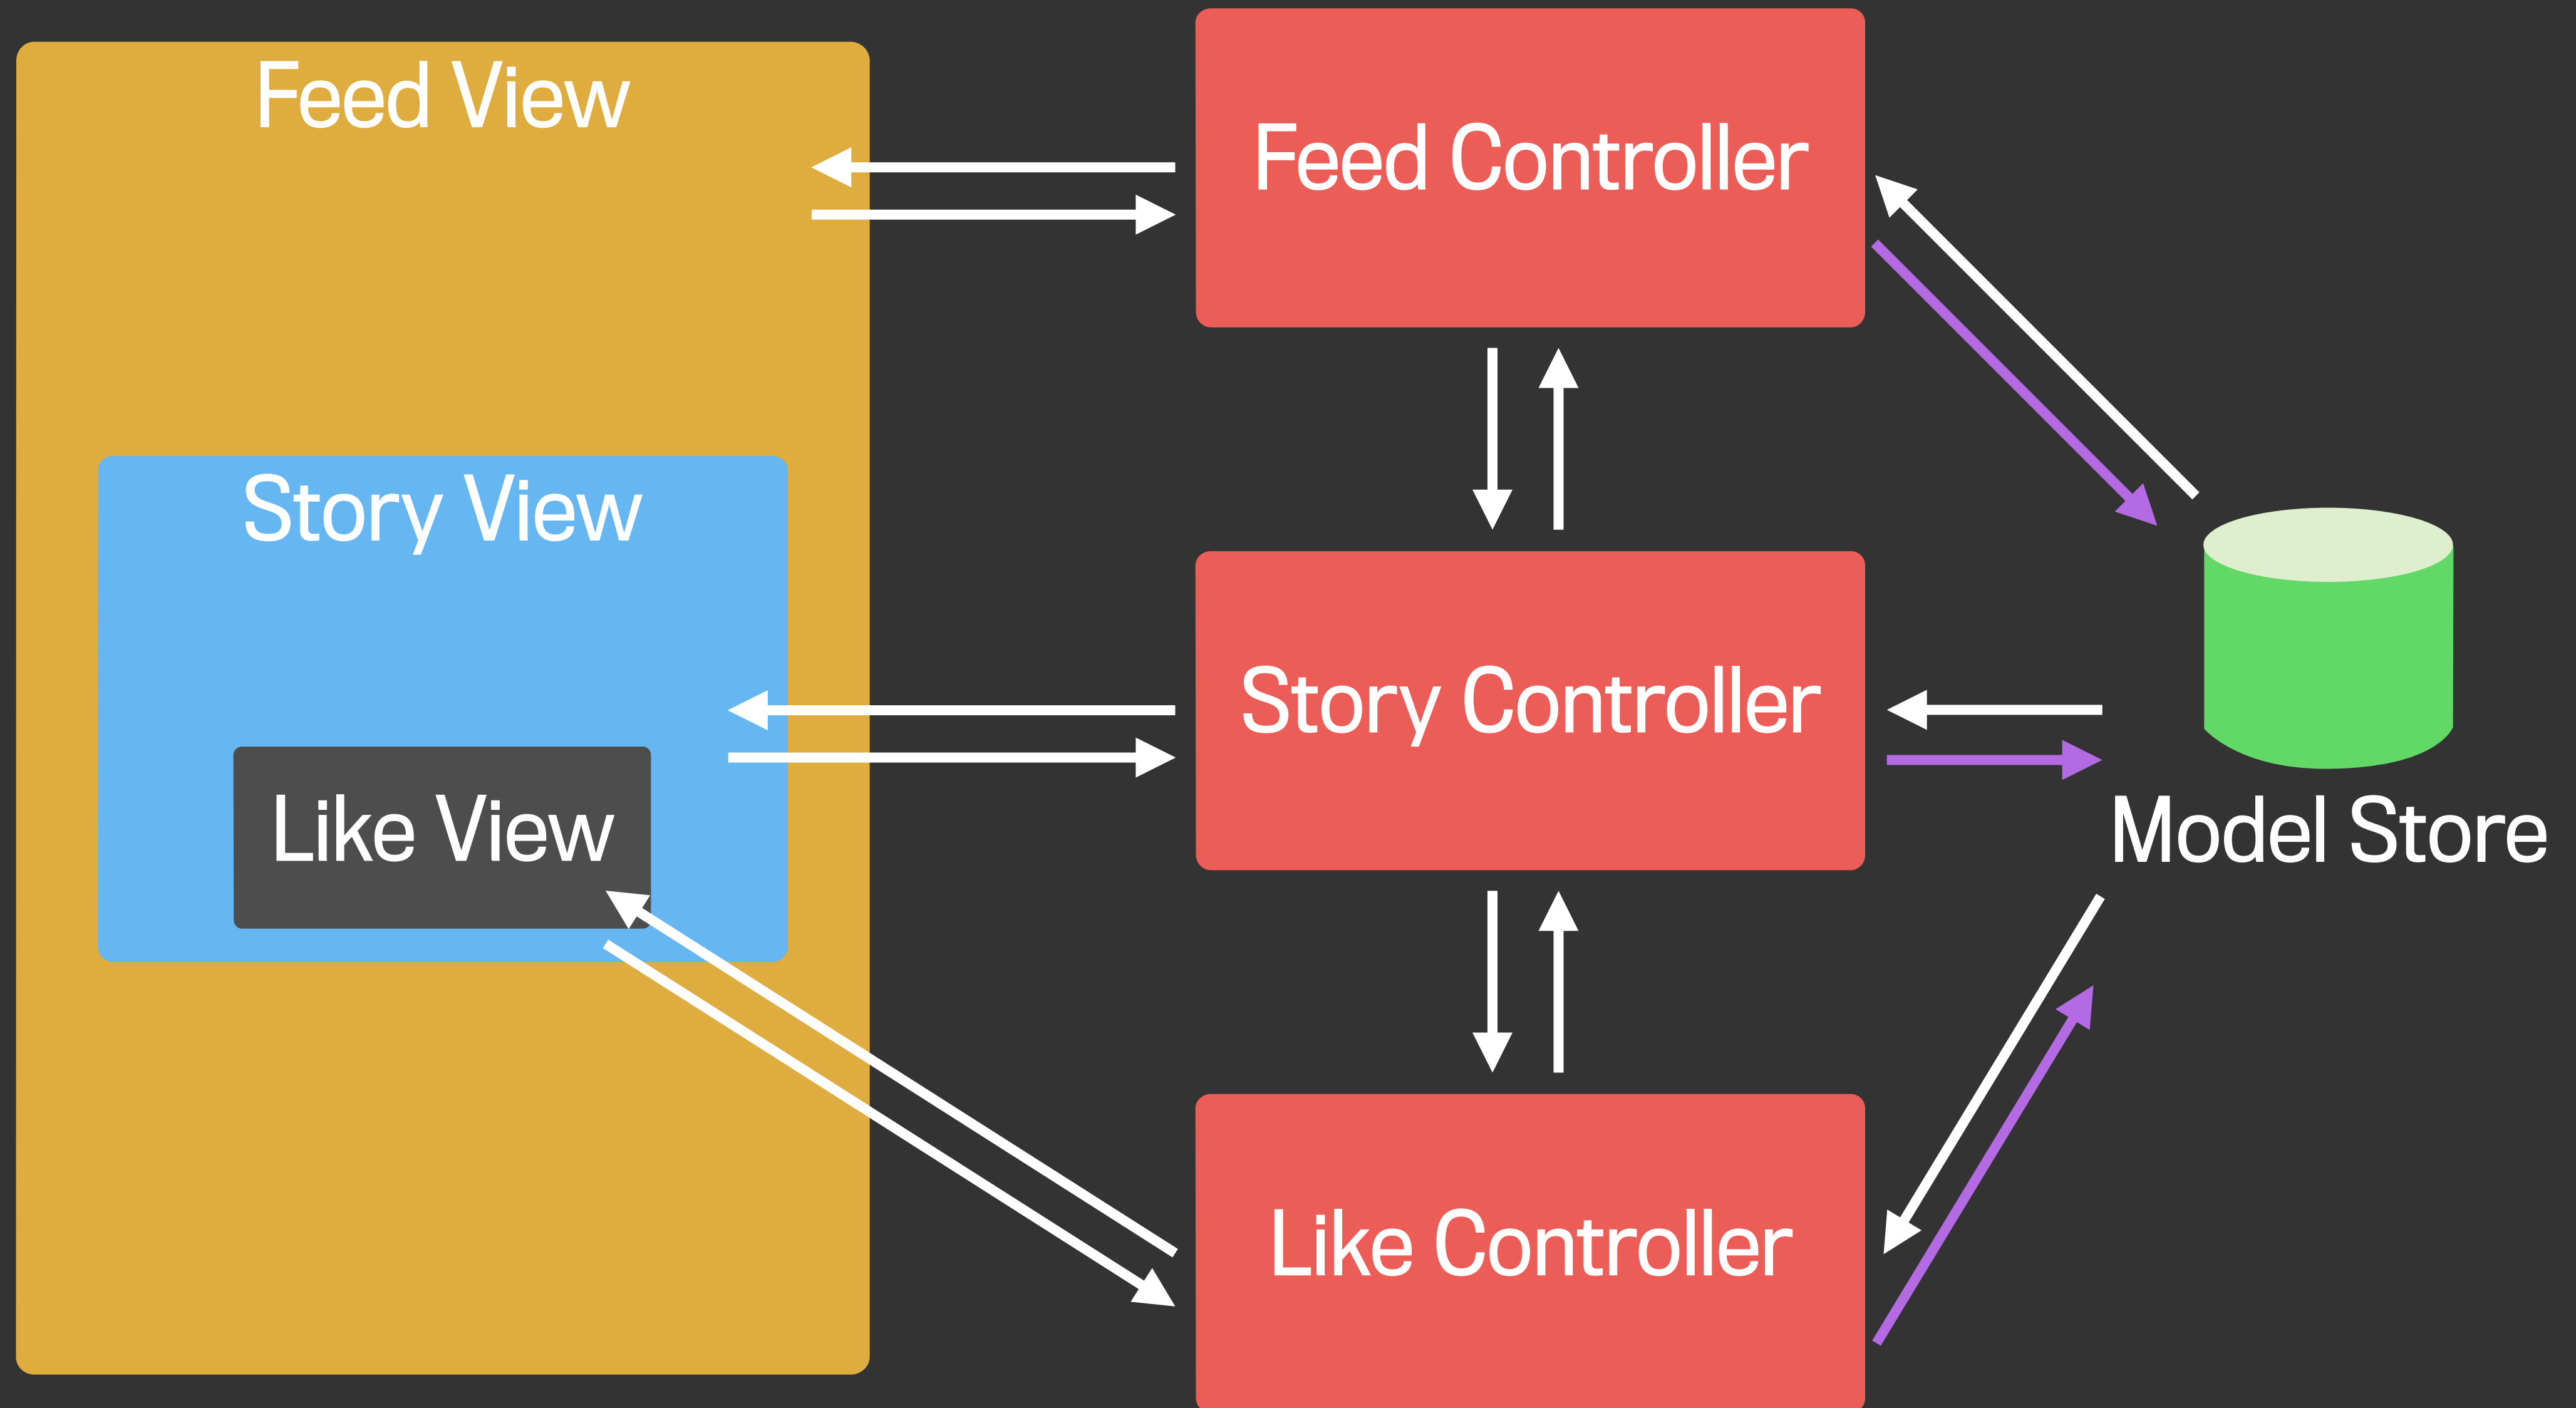 Feed View
Feed Controller
Story View
Story Controller
Like View
Model Store
Like Controller